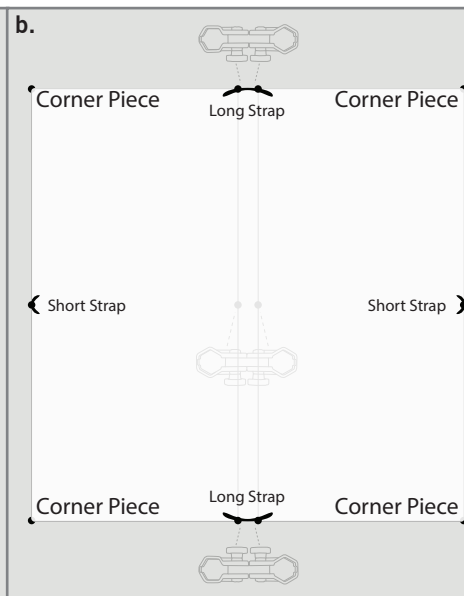 b.
Corner Piece Corner Piece
Long Strap
Short Strap Short Strap
Long Strap
Corner Piece Corner Piece